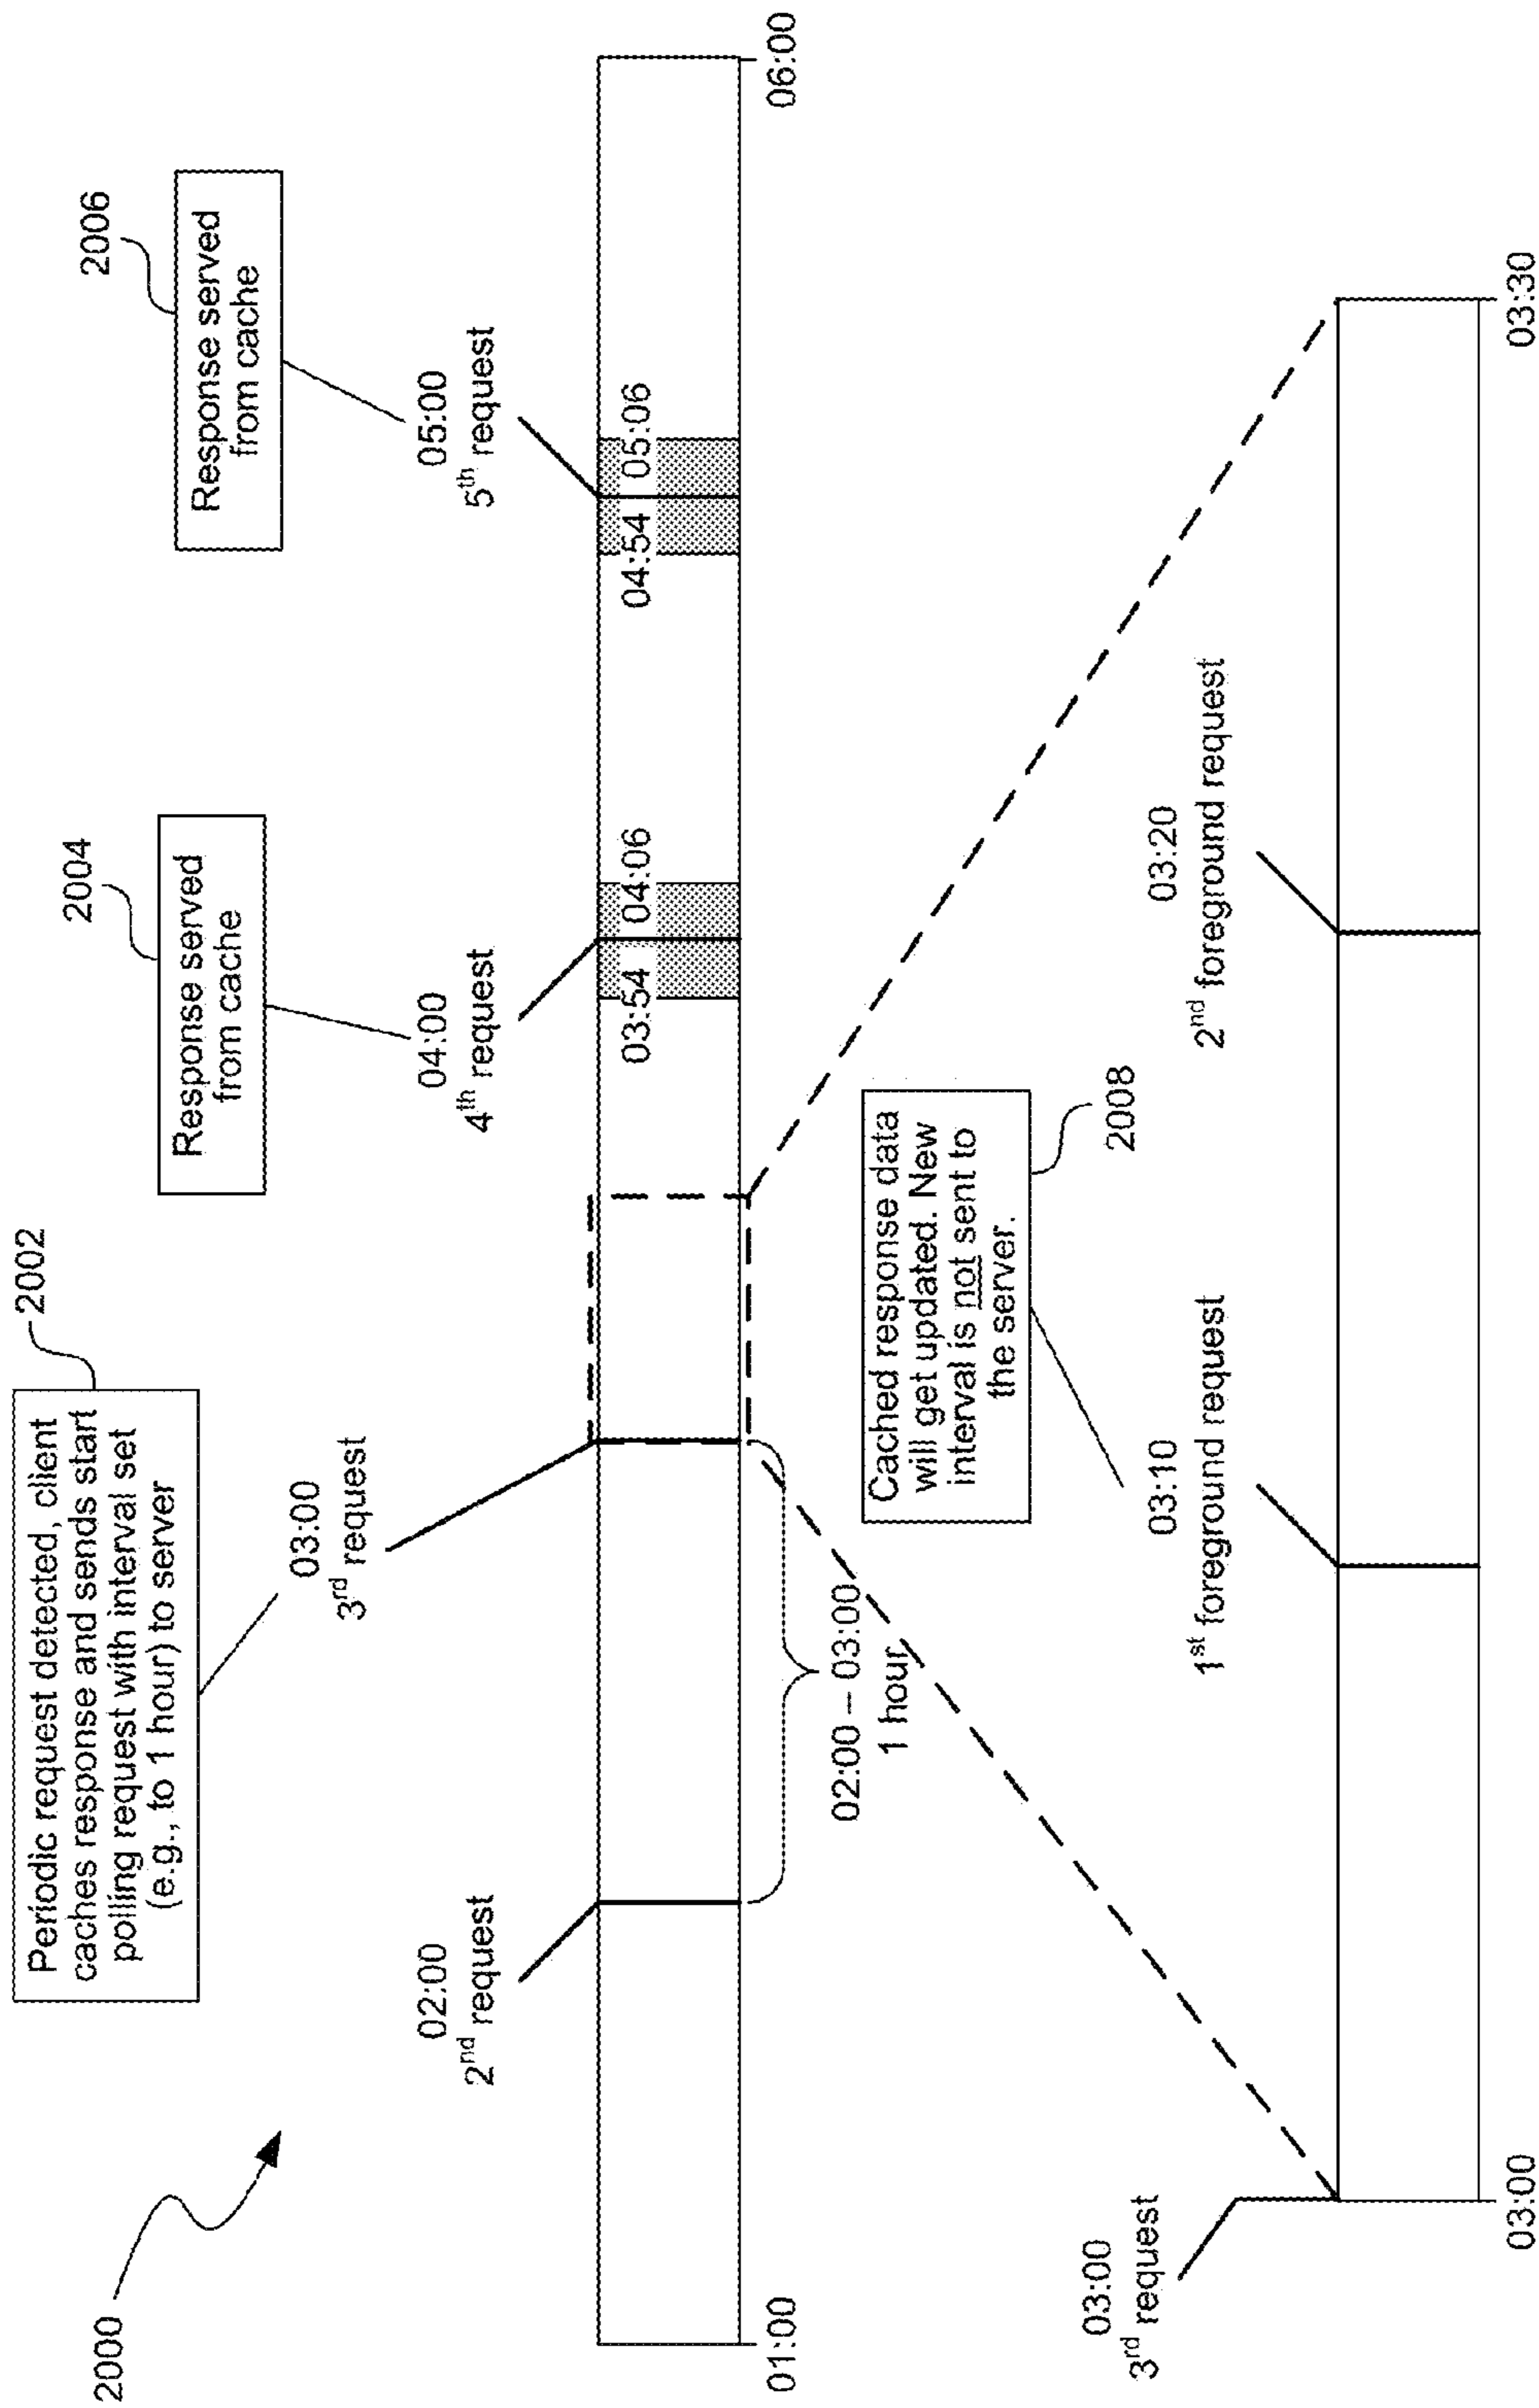 2000
2002
Periodic request detected, client
caches response and sends start
polling request with interval set
(e.g., to 1 hour) to server
2004
Response served
from cache
2006
Response served
from cache
02:00
2nd request
03:00
3rd request
04:00
4th request
05:00
5th request
03:54 04:06
04:54 05:06
01:00
06:00
02:00 – 03:00
1 hour
2008
Cached response data
will get updated. New
interval is not sent to
the server.
03:00
3rd request
03:10
1st foreground request
03:20
2nd foreground request
03:00
03:30